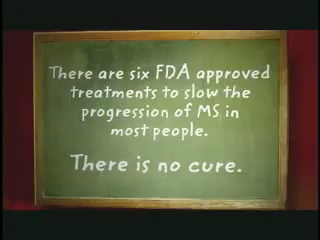 There are six FDA approved
treatments to slow the
progression of MS in
most people.
There is no cure.